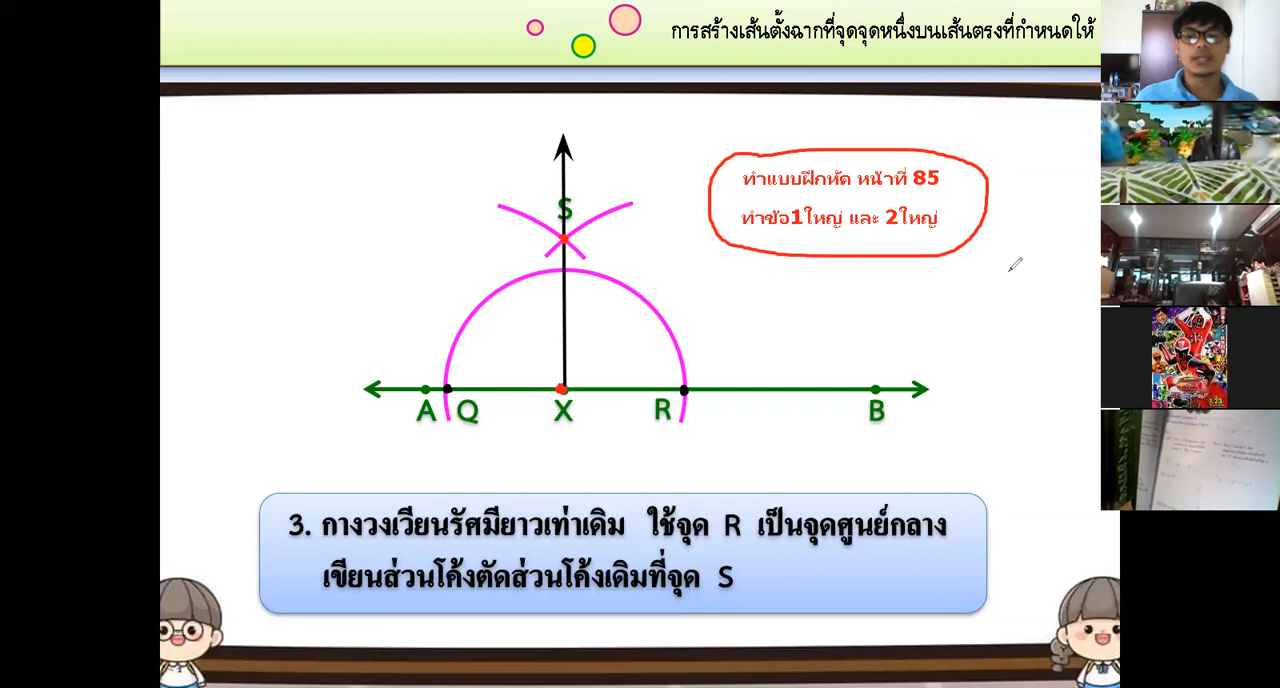 การสร้างเส้นตั้งฉากที่จุดจุดหนึ่งบนเส้นตรงที่กำหนดให้
ทำแบบฝึกหัด หน้าที่ 85
ทำข้อ1ใหญ่ และ 2ใหญ่
S
A Q X R B
3. กางวงเวียนรัศมียาวเท่าเดิม ใช้จุด R เป็นจุดศูนย์กลาง
เขียนส่วนโค้งตัดส่วนโค้งเดิมที่จุด S
1:23